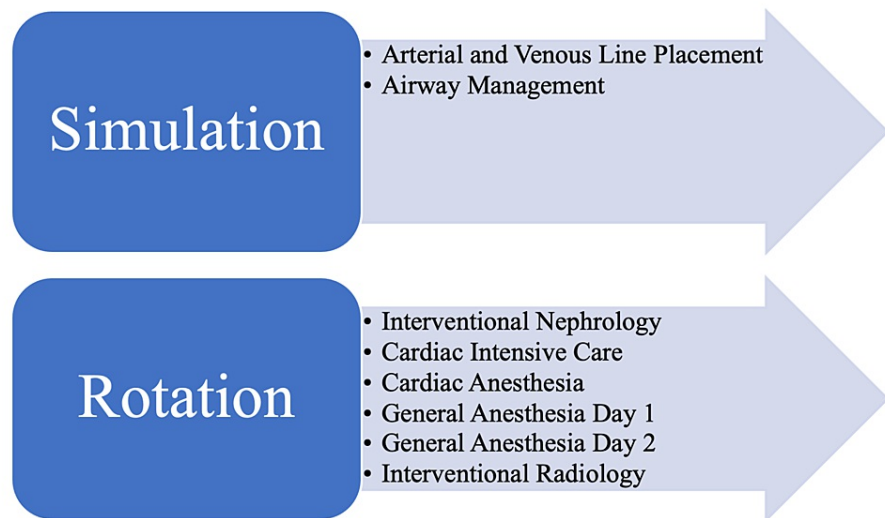 Simulation
• Arterial and Venous Line Placement
• Airway Management
Rotation
• Interventional Nephrology
• Cardiac Intensive Care
• Cardiac Anesthesia
• General Anesthesia Day 1
• General Anesthesia Day 2
• Interventional Radiology